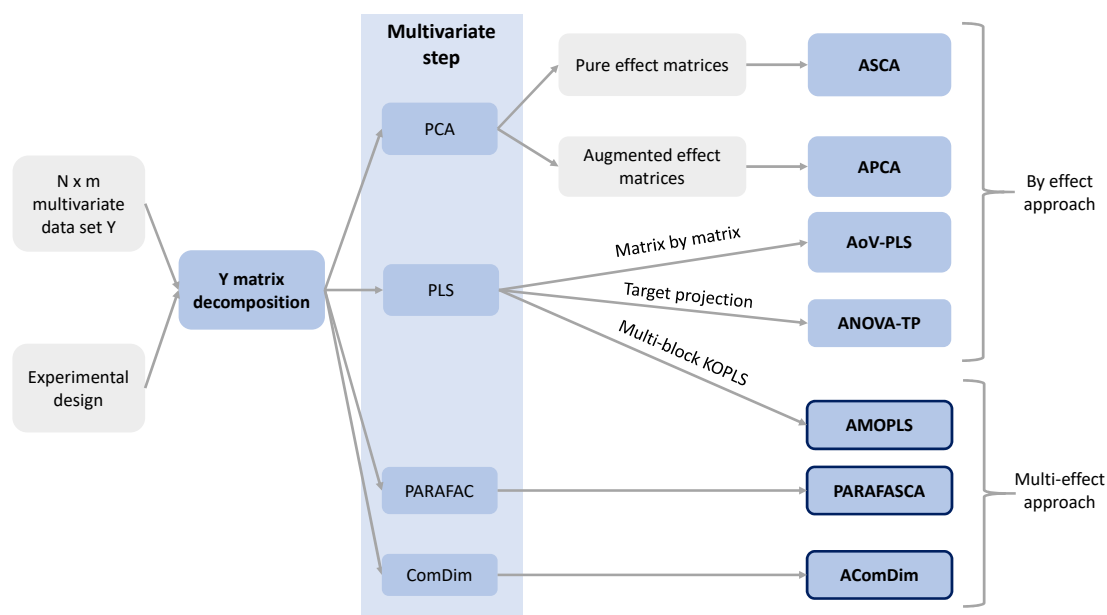 Multivariate
step
Pure effect matrices
ASCA
PCA
Augmented effect
matrices
APCA
By effect
approach
N x m
multivariate
data set Y
Matrix by matrix
AoV-PLS
Y matrix
decomposition
PLS
Target projection
ANOVA-TP
Multi-block KOPLS
Experimental
design
AMOPLS
PARAFAC
PARAFASCA
Multi-effect
approach
ComDim
AComDim